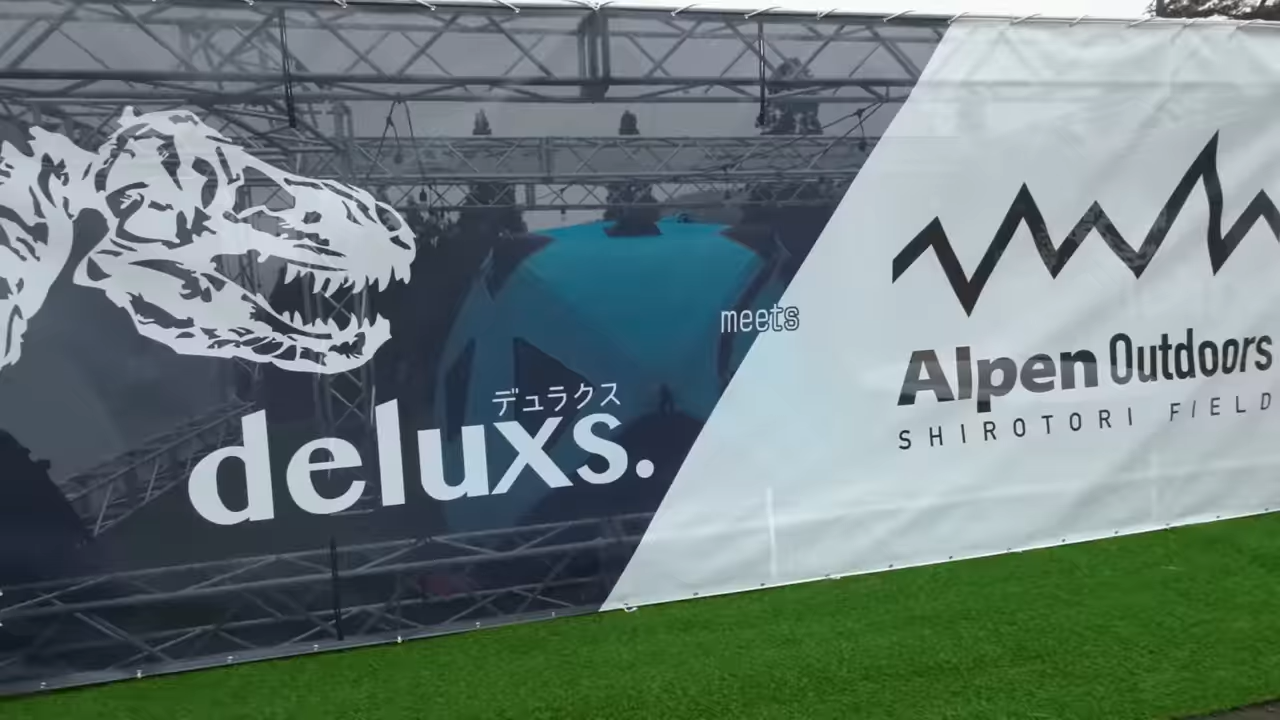 デュラクス
deluxs.
meets
Alpen Outdoors
SHIROTORI FIELD